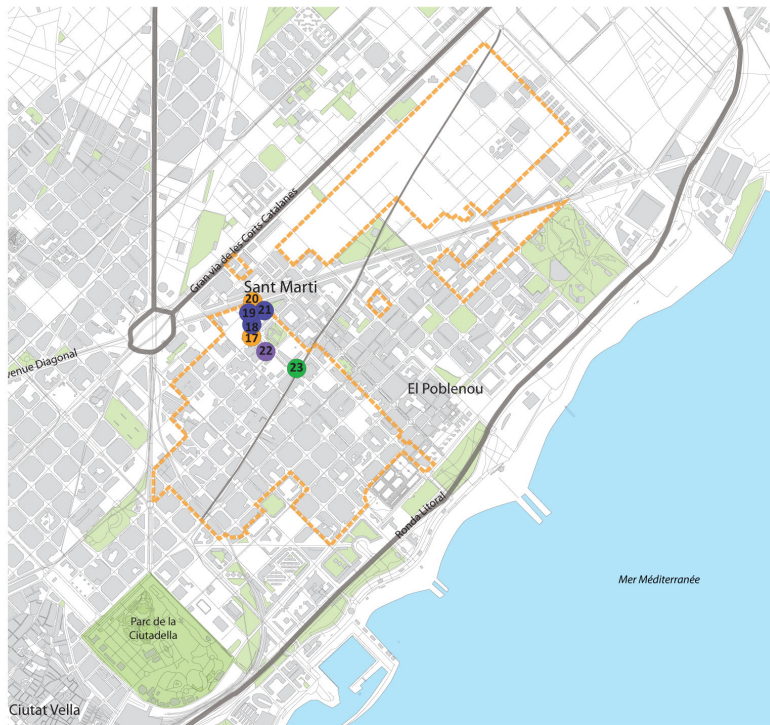 Gran via de les Corts Catalanes
Sant Marti
20
19
21
18
17
22
23
venue Diagonal
El Poblenou
Ronda Litoral
Mer Méditerranée
Parc de la
Ciutadella
Ciutat Vella